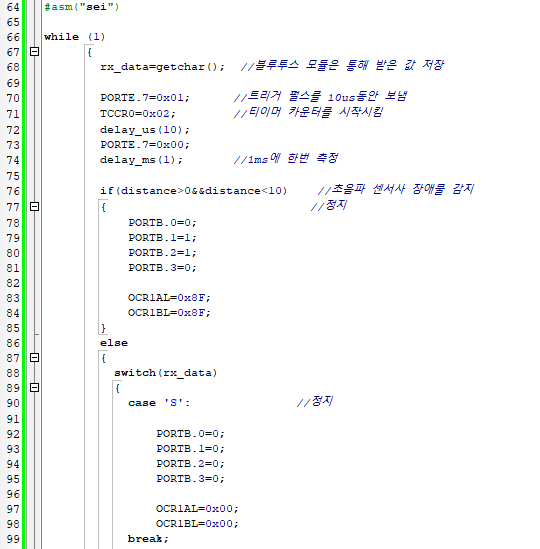 64 #asm("sei")
65
66 while (1)
67 {
68 rx_data=getchar(); //블루투스 모듈은 통해 받은 값 저장
69
70 PORTE.7=0x01; //트리거 펄스를 10us동안 보냄
71 TCCR0=0x02; //타이머 카운터를 시작시킴
72 delay_us(10);
73 PORTE.7=0x00;
74 delay_ms(1); //1ms에 한번 측정
75
76 if(distance>0&&distance<10) //초음파 센서사 장애물 감지
77 { //정지
78 PORTB.0=0;
79 PORTB.1=1;
80 PORTB.2=1;
81 PORTB.3=0;
82
83 OCR1AL=0x8F;
84 OCR1BL=0x8F;
85 }
86 else
87 {
88 switch(rx_data)
89 {
90 case 'S': //정지
91
92 PORTB.0=0;
93 PORTB.1=0;
94 PORTB.2=0;
95 PORTB.3=0;
96
97 OCR1AL=0x00;
98 OCR1BL=0x00;
99 break;